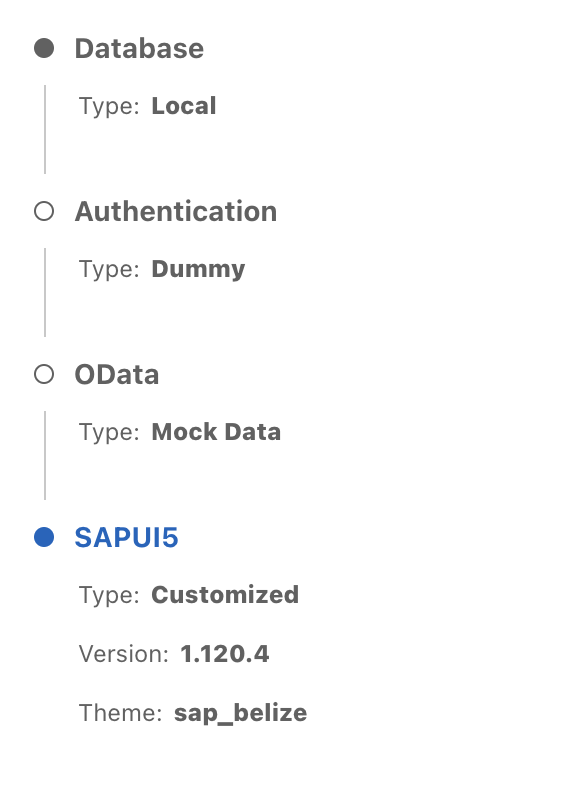 Database
Type: Local
Authentication
Type: Dummy
OData
Type: Mock Data
SAPUI5
Type: Customized
Version: 1.120.4
Theme: sap_belize